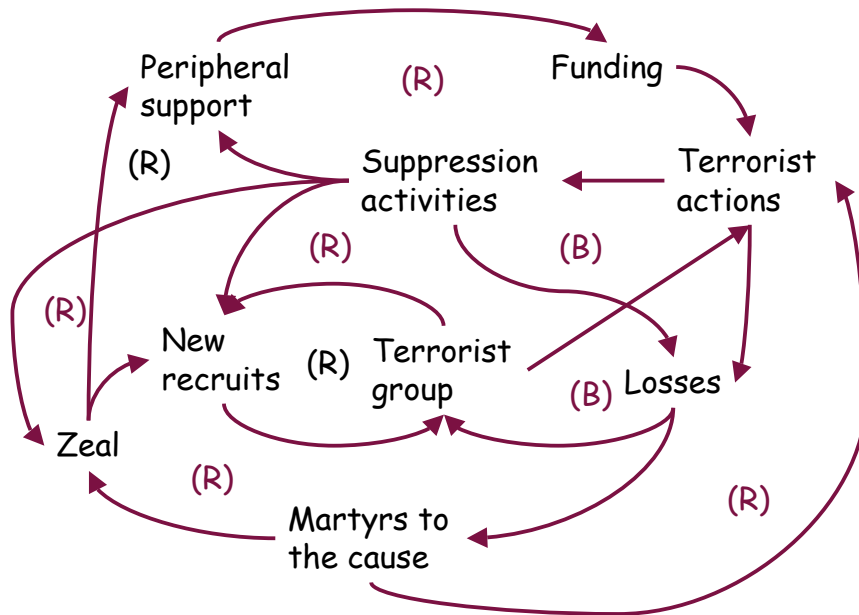 Peripheral
support
(R)
Funding
(R)
Suppression
activities
Terrorist
actions
(R)
(B)
(R)
New
recruits
(R)
Terrorist
group
(B)
Losses
Zeal
(R)
(R)
Martyrs to
the cause